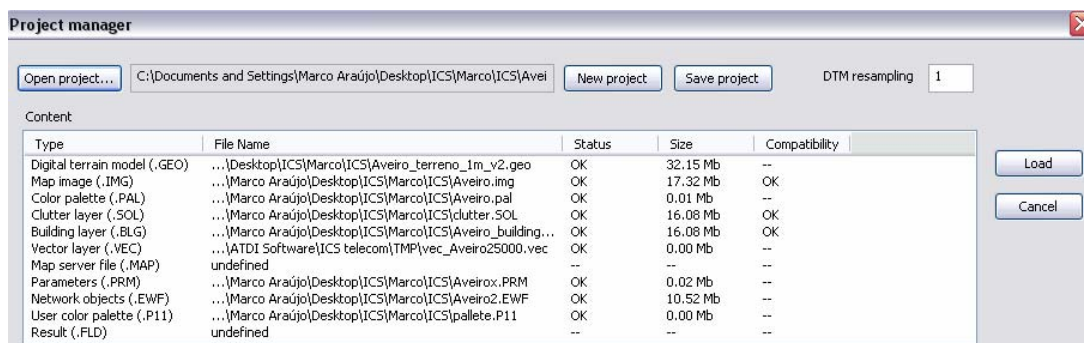 Project manager
Open project... C:\Documents and Settings\Marco Araújo\Desktop\ICS\Marco\ICS\Avei New project Save project DTM resampling 1
Content
Type File Name Status Size Compatibility
Digital terrain model (.GEO) ...\Desktop\ICS\Marco\ICS\Aveiro_terreno_1m_v2.geo OK 32.15 Mb --
Load
Map image (.IMG) ...\Marco Araújo\Desktop\ICS\Marco\ICS\Aveiro.img OK 17.32 Mb OK
Color palette (.PAL) ...\Marco Araújo\Desktop\ICS\Marco\ICS\Aveiro.pal OK 0.01 Mb --
Cancel
Clutter layer (.SOL) ...\Marco Araújo\Desktop\ICS\Marco\ICS\clutter.SOL OK 16.08 Mb OK
Building layer (.BLG) ...\Marco Araújo\Desktop\ICS\Marco\ICS\Aveiro_building... OK 16.08 Mb OK
Vector layer (.VEC) ...\ATDI Software\ICS telecom\TMP\vec_Aveiro25000.vec OK 0.00 Mb --
Map server file (.MAP) undefined -- -- --
Parameters (.PRM) ...\Marco Araújo\Desktop\ICS\Marco\ICS\Aveirox.PRM OK 0.02 Mb --
Network objects (.EWF) ...\Marco Araújo\Desktop\ICS\Marco\ICS\Aveiro2.EWF OK 10.52 Mb --
User color palette (.P11) ...\Marco Araújo\Desktop\ICS\Marco\ICS\pallete.P11 OK 0.00 Mb --
Result (.FLD) undefined -- -- --